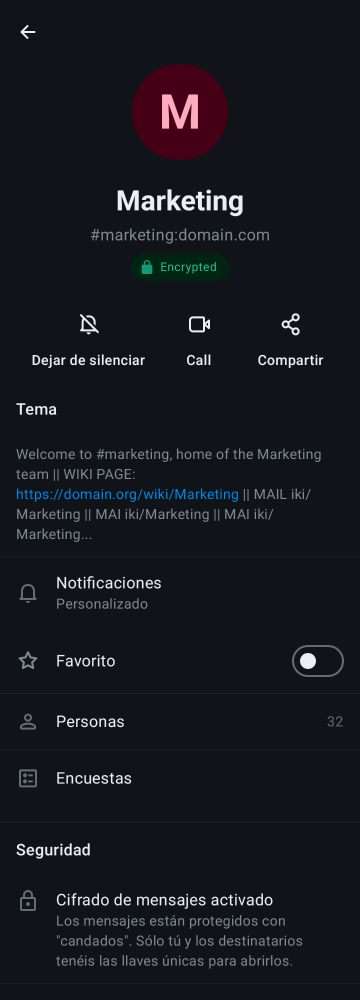 M
Marketing
#marketing:domain.com
Encrypted
Dejar de silenciar
Call
Compartir
Tema
Welcome to #marketing, home of the Marketing
team || WIKI PAGE:
https://domain.org/wiki/Marketing || MAIL iki/
Marketing || MAI iki/Marketing || MAI iki/
Marketing...
Notificaciones
Personalizado
Favorito
Personas 32
Encuestas
Seguridad
Cifrado de mensajes activado
Los mensajes están protegidos con
"candados". Sólo tú y los destinatarios
tenéis las llaves únicas para abrirlos.